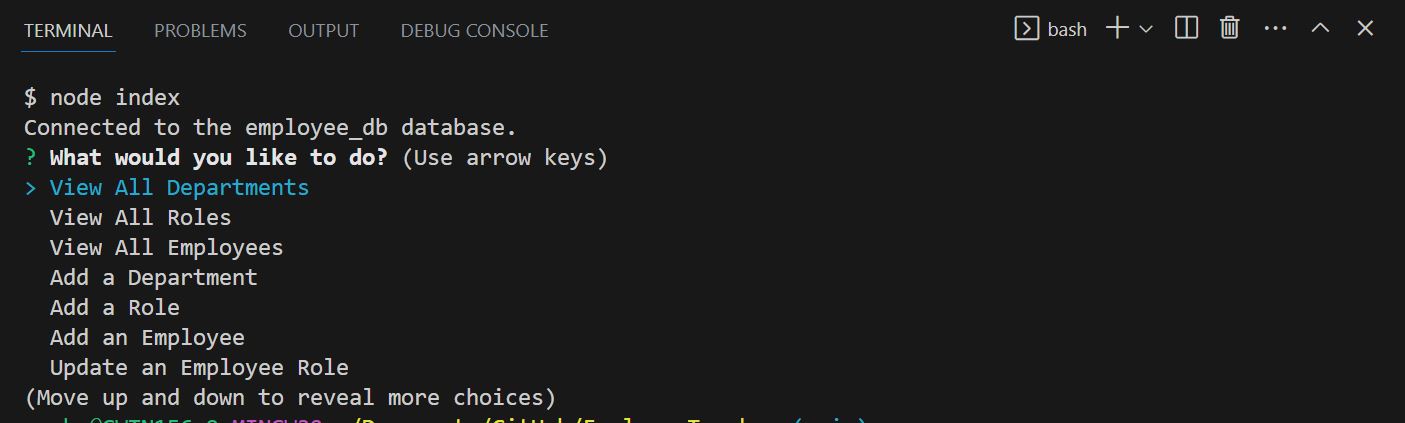 TERMINAL PROBLEMS OUTPUT DEBUG CONSOLE bash
$ node index
Connected to the employee_db database.
? What would you like to do? (Use arrow keys)
> View All Departments
View All Roles
View All Employees
Add a Department
Add a Role
Add an Employee
Update an Employee Role
(Move up and down to reveal more choices)